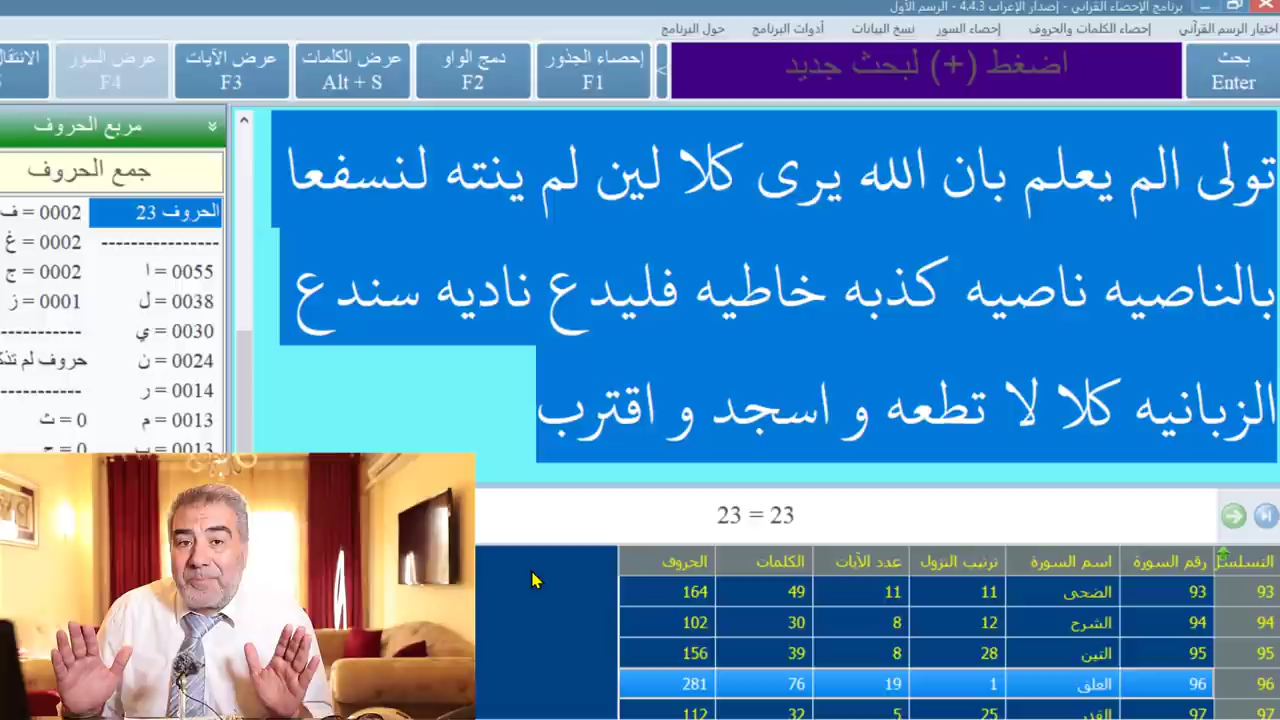 برنامج الإحصاء القرآني - إصدار الإعراب 4.4.3 - الرسم الأول
اختيار الرسم القرآني إحصاء الكلمات والحروف إحصاء السور نسخ البيانات أدوات البرنامج حول البرنامج
بحث
Enter
اضغط (+) لبحث جديد
<
إحصاء الجذور
F1
دمج الواو
F2
عرض الكلمات
Alt + S
عرض الآيات
F3
عرض السور
F4
مربع الحروف
جمع الحروف
الحروف 23
----------------
0055 = ا
0038 = ل
0030 = ي
0024 = ن
0014 = ر
0013 = م
0013 = ب
0002 = ف
0002 = غ
0002 = ج
0001 = ز
-----------
حروف لم
-----------
0 = ث
0 = ح
تولى الم يعلم بان الله يرى كلا لين لم ينته لنسفعا
بالناصيه ناصيه كذبه خاطيه فليدع ناديه سندع
الزبانيه كلا لا تطعه و اسجد و اقترب
23 = 23
التسلسل رقم السورة اسم السورة ترتيب النزول عدد الآيات الكلمات الحروف
93 93 الضحى 11 11 49 164
94 94 الشرح 12 8 30 102
95 95 التين 28 8 39 156
96 96 العلق 1 19 76 281
97 97 القدر 25 5 32 112